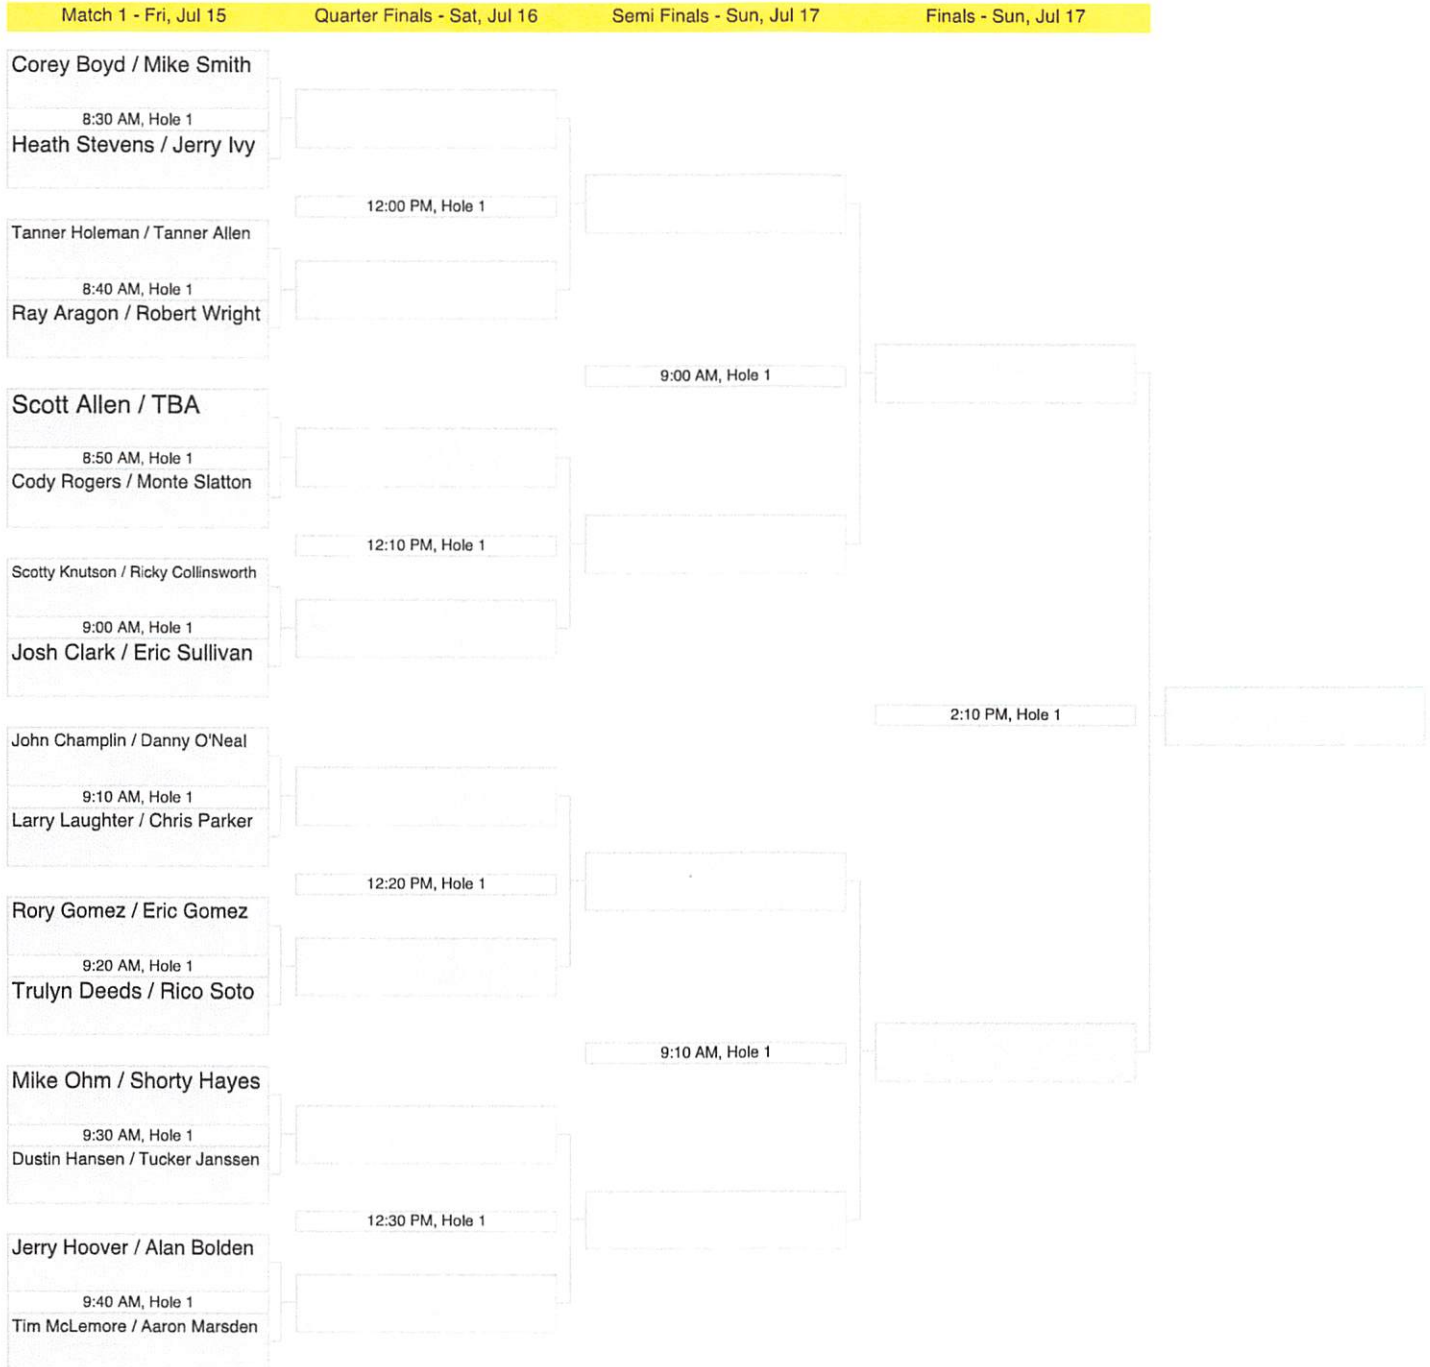 Match 1 - Fri, Jul 15
Quarter Finals - Sat, Jul 16
Semi Finals - Sun, Jul 17
Finals - Sun, Jul 17
Corey Boyd / Mike Smith
8:30 AM, Hole 1
Heath Stevens / Jerry Ivy
Tanner Holeman / Tanner Allen
8:40 AM, Hole 1
Ray Aragon / Robert Wright
Scott Allen / TBA
8:50 AM, Hole 1
Cody Rogers / Monte Slatton
Scotty Knutson / Ricky Collinsworth
9:00 AM, Hole 1
Josh Clark / Eric Sullivan
John Champlin / Danny O'Neal
9:10 AM, Hole 1
Larry Laughter / Chris Parker
Rory Gomez / Eric Gomez
9:20 AM, Hole 1
Trulyn Deeds / Rico Soto
Mike Ohm / Shorty Hayes
9:30 AM, Hole 1
Dustin Hansen / Tucker Janssen
Jerry Hoover / Alan Bolden
9:40 AM, Hole 1
Tim McLemore / Aaron Marsden
12:00 PM, Hole 1
12:10 PM, Hole 1
12:20 PM, Hole 1
12:30 PM, Hole 1
9:00 AM, Hole 1
9:10 AM, Hole 1
2:10 PM, Hole 1